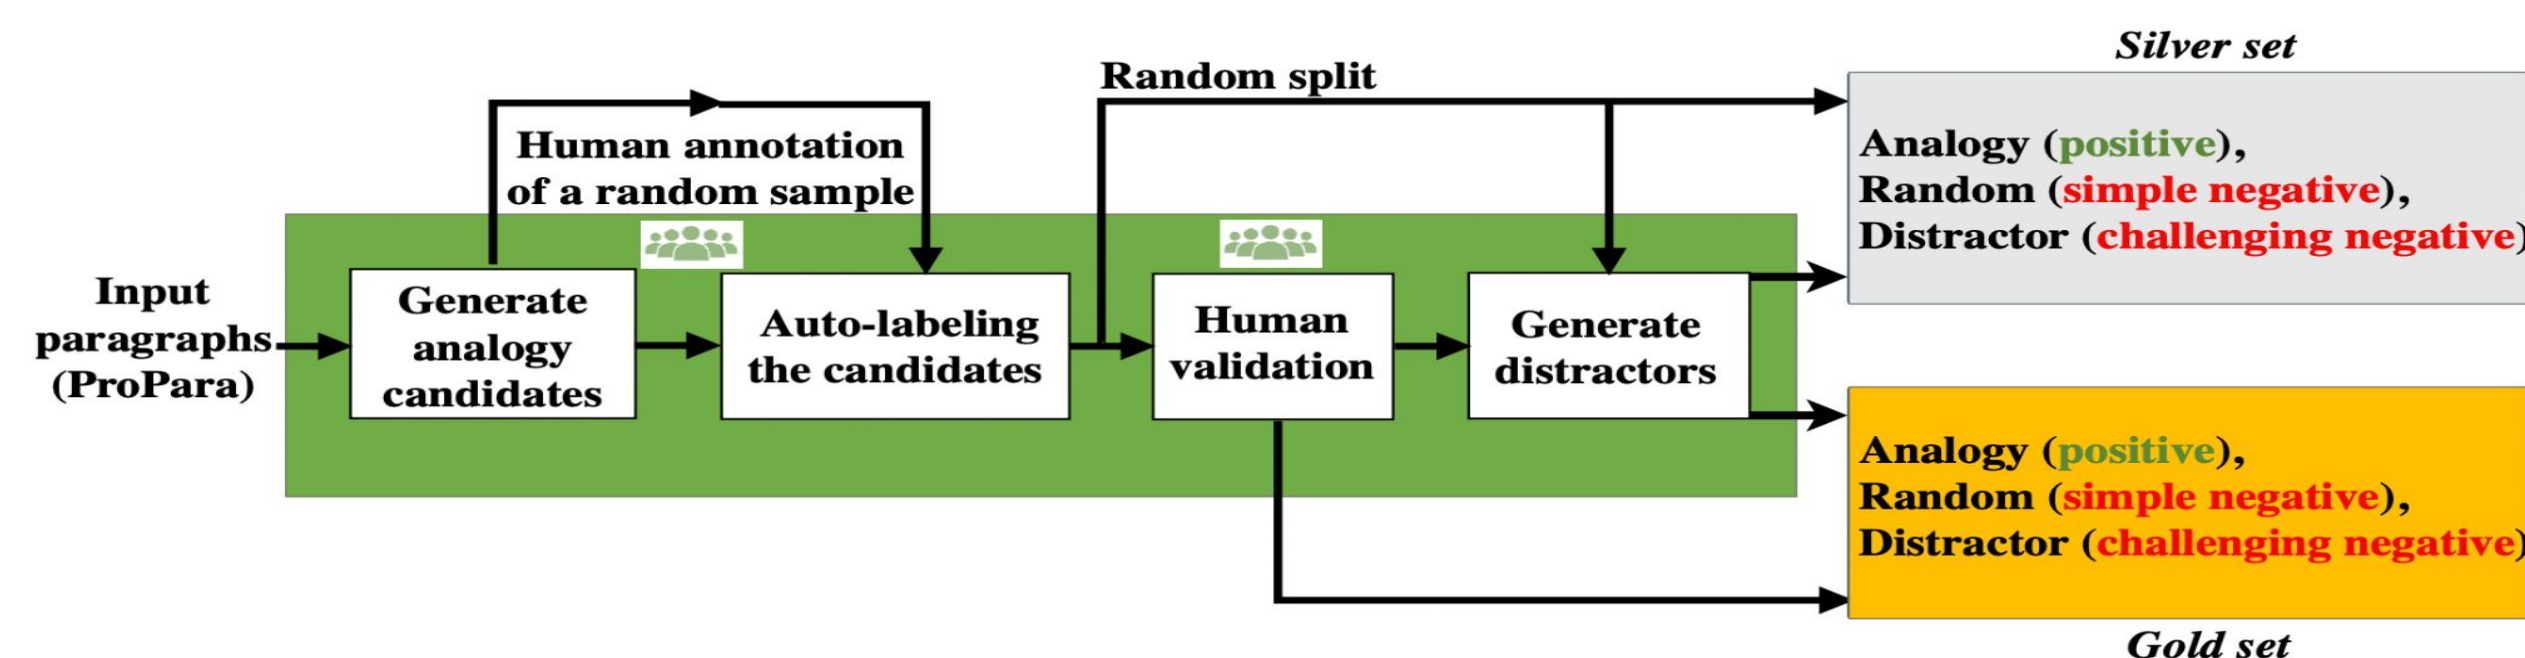 Silver set
Random split
Human annotation
of a random sample
Input
paragraphs
(ProPara)
Generate
analogy
candidates
Auto-labeling
the candidates
Human
validation
Generate
distractors
Analogy (positive),
Random (simple negative),
Distractor (challenging negative)
Analogy (positive),
Random (simple negative),
Distractor (challenging negative)
Gold set